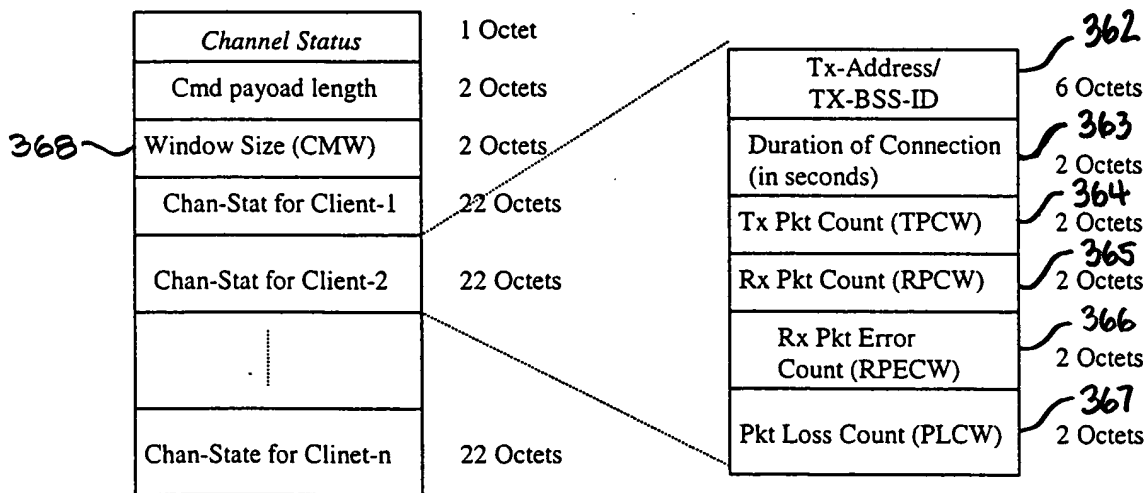 Channel Status
1 Octet
Cmd payoad length
2 Octets
368
Window Size (CMW)
2 Octets
Chan-Stat for Client-1
22 Octets
Chan-Stat for Client-2
22 Octets
Chan-State for Clinet-n
22 Octets
362
Tx-Address/
TX-BSS-ID
6 Octets
363
Duration of Connection
(in seconds)
2 Octets
364
Tx Pkt Count (TPCW)
2 Octets
365
Rx Pkt Count (RPCW)
2 Octets
366
Rx Pkt Error
Count (RPECW)
2 Octets
367
Pkt Loss Count (PLCW)
2 Octets